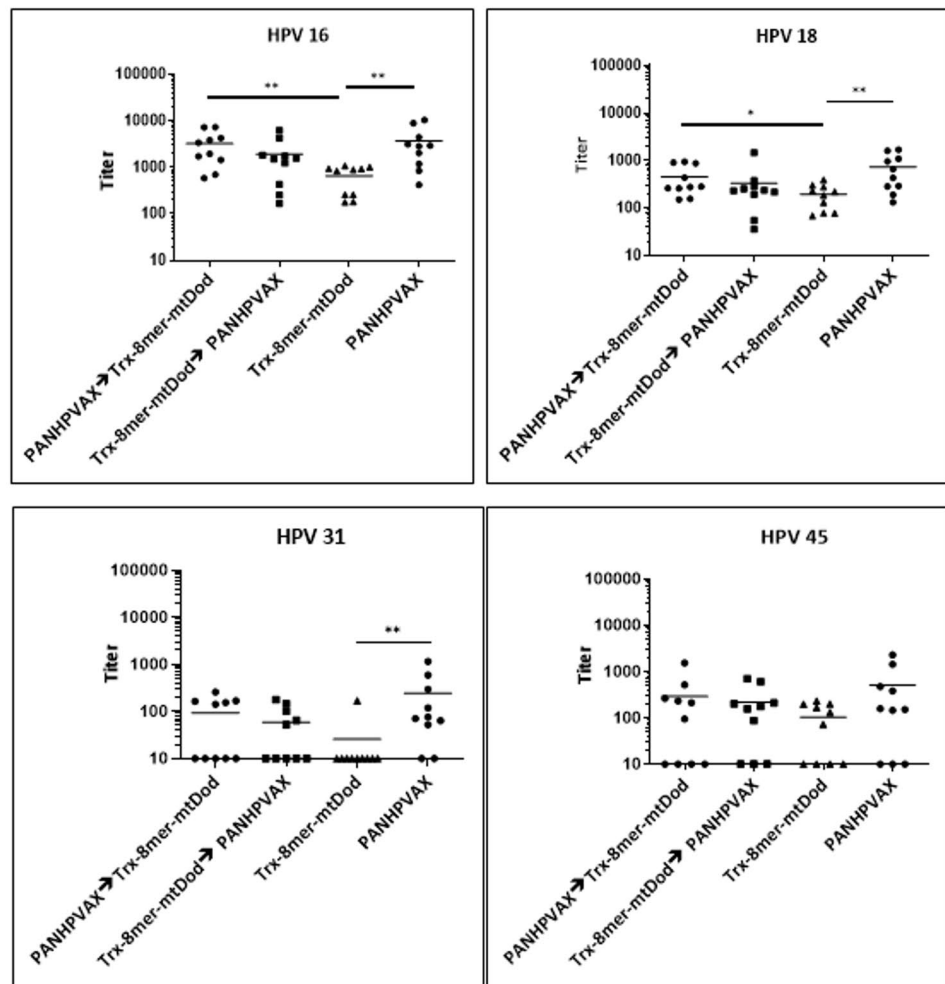 HPV 16
**
**
100000
10000
1000
100
10
Titer
PANHPVAX➔Trx-8mer-mtDod
Trx-8mer-mtDod➔PANHPVAX
Trx-8mer-mtDod
PANHPVAX
HPV 18
*
**
100000
10000
1000
100
10
Titer
PANHPVAX➔Trx-8mer-mtDod
Trx-8mer-mtDod➔PANHPVAX
Trx-8mer-mtDod
PANHPVAX
HPV 31
**
100000
10000
1000
100
10
Titer
PANHPVAX➔Trx-8mer-mtDod
Trx-8mer-mtDod➔PANHPVAX
Trx-8mer-mtDod
PANHPVAX
HPV 45
100000
10000
1000
100
10
Titer
PANHPVAX➔Trx-8mer-mtDod
Trx-8mer-mtDod➔PANHPVAX
Trx-8mer-mtDod
PANHPVAX